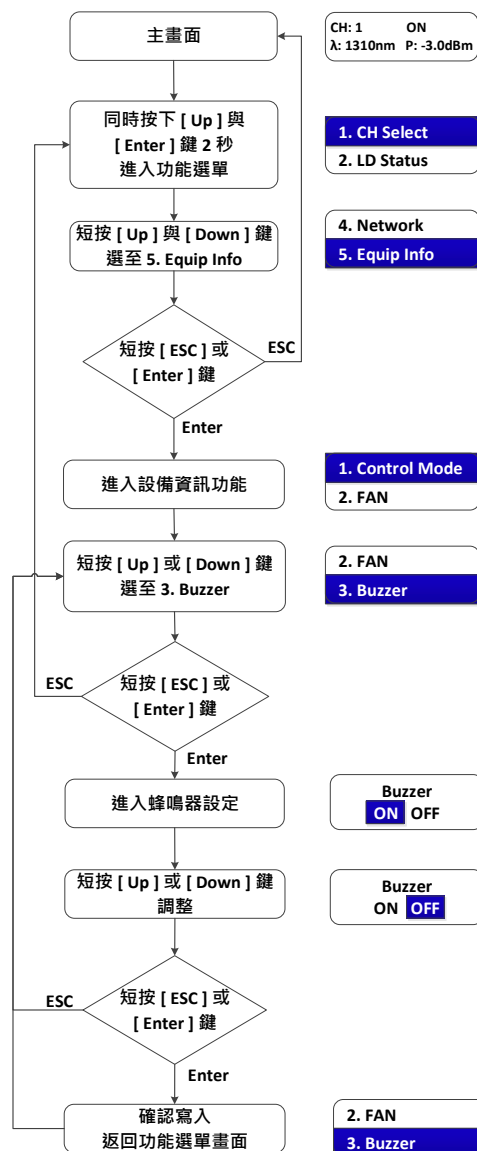 主畫面
CH: 1 ON
λ: 1310nm P: -3.0dBm
同時按下 [ Up ] 與
[ Enter ] 鍵 2 秒
進入功能選單
1. CH Select
2. LD Status
短按 [ Up ] 與 [ Down ] 鍵
選至 5. Equip Info
4. Network
5. Equip Info
短按 [ ESC ] 或
[ Enter ] 鍵
ESC
Enter
進入設備資訊功能
1. Control Mode
2. FAN
短按 [ Up ] 或 [ Down ] 鍵
選至 3. Buzzer
2. FAN
3. Buzzer
ESC
短按 [ ESC ] 或
[ Enter ] 鍵
Enter
進入蜂鳴器設定
Buzzer
ON OFF
短按 [ Up ] 或 [ Down ] 鍵
調整
Buzzer
ON OFF
ESC
短按 [ ESC ] 或
[ Enter ] 鍵
Enter
確認寫入
返回功能選單畫面
2. FAN
3. Buzzer